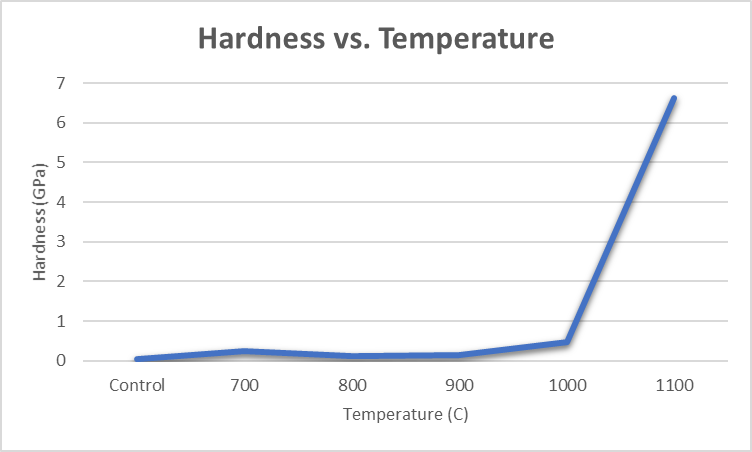 Hardness vs. Temperature
7
6
5
4
3
2
1
0
Hardness (GPa)
Control 700 800 900 1000 1100
Temperature (C)